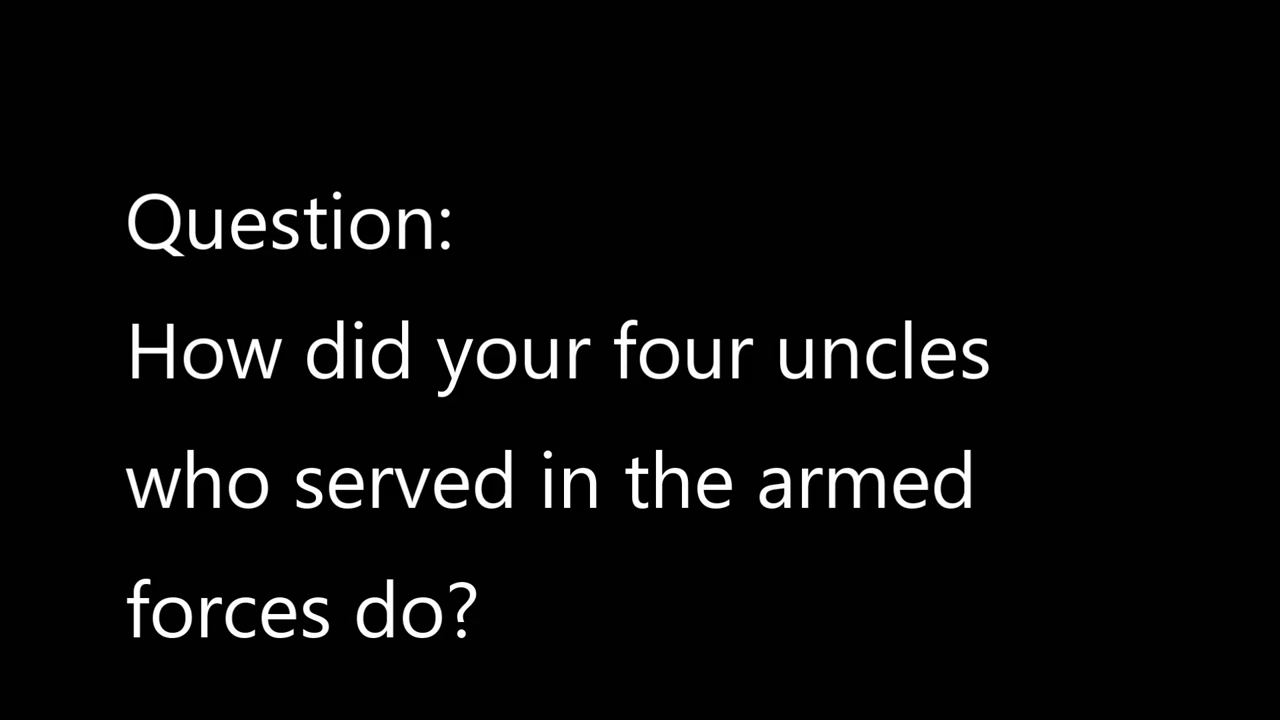 Question:
How did your four uncles
who served in the armed
forces do?